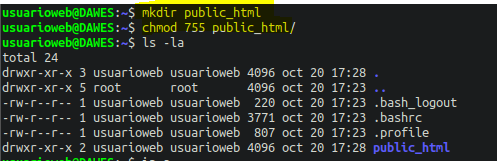 usuarioweb@DAWES:~$ mkdir public_html
usuarioweb@DAWES:~$ chmod 755 public_html/
usuarioweb@DAWES:~$ ls -la
total 24
drwxr-xr-x 3 usuarioweb usuarioweb 4096 oct 20 17:28 .
drwxr-xr-x 5 root       root       4096 oct 20 17:23 ..
-rw-r--r-- 1 usuarioweb usuarioweb  220 oct 20 17:23 .bash_logout
-rw-r--r-- 1 usuarioweb usuarioweb 3771 oct 20 17:23 .bashrc
-rw-r--r-- 1 usuarioweb usuarioweb  807 oct 20 17:23 .profile
drwxr-xr-x 2 usuarioweb usuarioweb 4096 oct 20 17:28 public_html